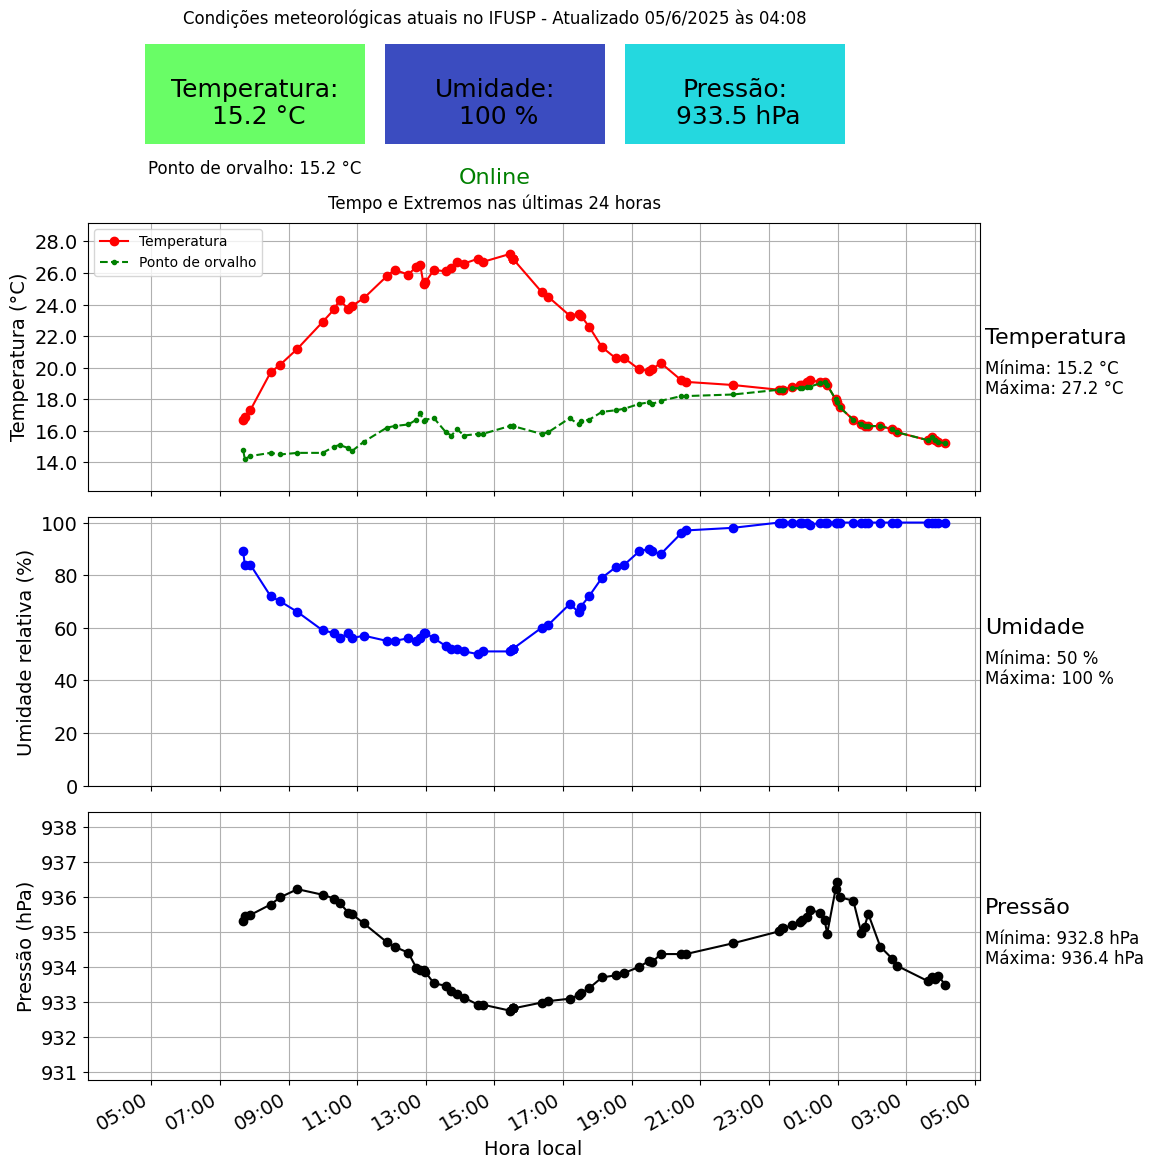 Condições meteorológicas atuais no IFUSP - Atualizado 05/6/2025 às 04:08
Temperatura:
15.2 °C
Umidade:
100 %
Pressão:
933.5 hPa
Ponto de orvalho: 15.2 °C
Online
Tempo e Extremos nas últimas 24 horas
Temperatura
Ponto de orvalho
Temperatura (°C)
28.0
26.0
24.0
22.0
20.0
18.0
16.0
14.0
Temperatura
Mínima: 15.2 °C
Máxima: 27.2 °C
Umidade relativa (%)
100
80
60
40
20
0
Umidade
Mínima: 50 %
Máxima: 100 %
Pressão (hPa)
938
937
936
935
934
933
932
931
Pressão
Mínima: 932.8 hPa
Máxima: 936.4 hPa
05:00
07:00
09:00
11:00
13:00
15:00
17:00
19:00
21:00
23:00
01:00
03:00
05:00
Hora local